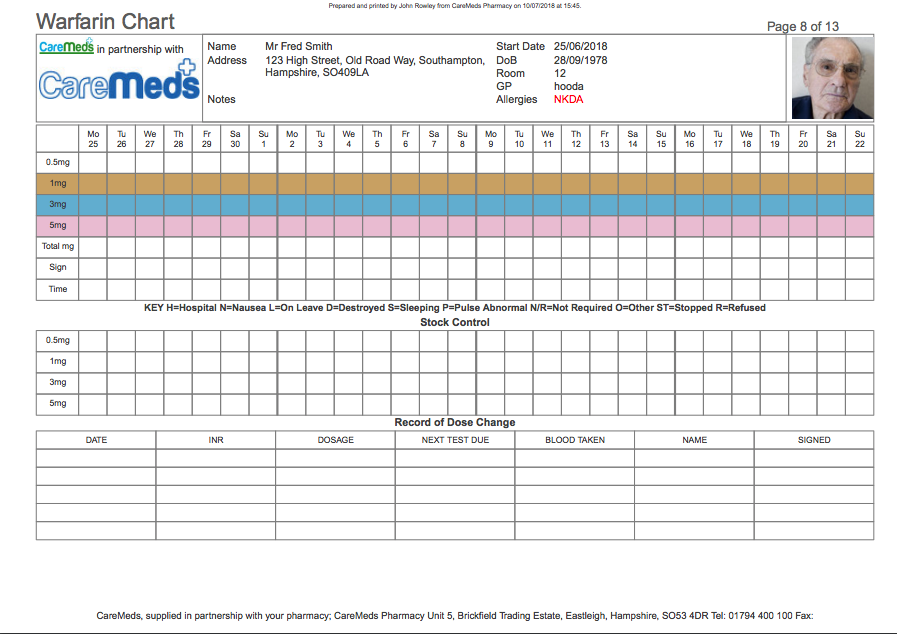 Prepared and printed by John Rowley from CareMeds Pharmacy on 10/07/2018 at 15:45.
Warfarin Chart
Page 8 of 13
CareMeds in partnership with
CareMeds
Name Mr Fred Smith
Address 123 High Street, Old Road Way, Southampton,
Hampshire, SO409LA
Notes
Start Date 25/06/2018
DoB 28/09/1978
Room 12
GP hooda
Allergies NKDA
Mo Tu We Th Fr Sa Su Mo Tu We Th Fr Sa Su Mo Tu We Th Fr Sa Su Mo Tu We Th Fr Sa Su
25 26 27 28 29 30 1 2 3 4 5 6 7 8 9 10 11 12 13 14 15 16 17 18 19 20 21 22
0.5mg
1mg
3mg
5mg
Total mg
Sign
Time
KEY H=Hospital N=Nausea L=On Leave D=Destroyed S=Sleeping P=Pulse Abnormal N/R=Not Required O=Other ST=Stopped R=Refused
Stock Control
0.5mg
1mg
3mg
5mg
Record of Dose Change
DATE INR DOSAGE NEXT TEST DUE BLOOD TAKEN NAME SIGNED
CareMeds, supplied in partnership with your pharmacy; CareMeds Pharmacy Unit 5, Brickfield Trading Estate, Eastleigh, Hampshire, SO53 4DR Tel: 01794 400 100 Fax: